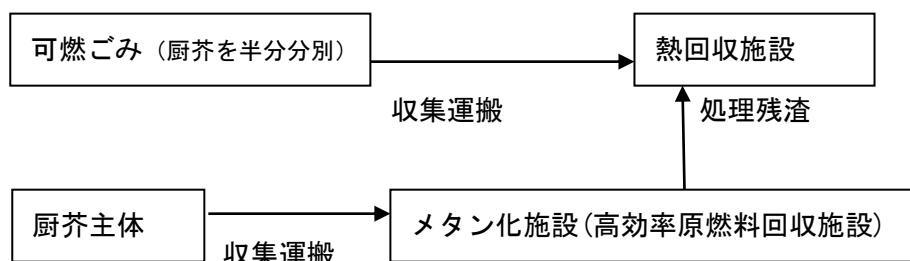 可燃ごみ（厨芥を半分分別）
熱回収施設
収集運搬
処理残渣
厨芥主体
メタン化施設(高効率原燃料回収施設)
収集運搬